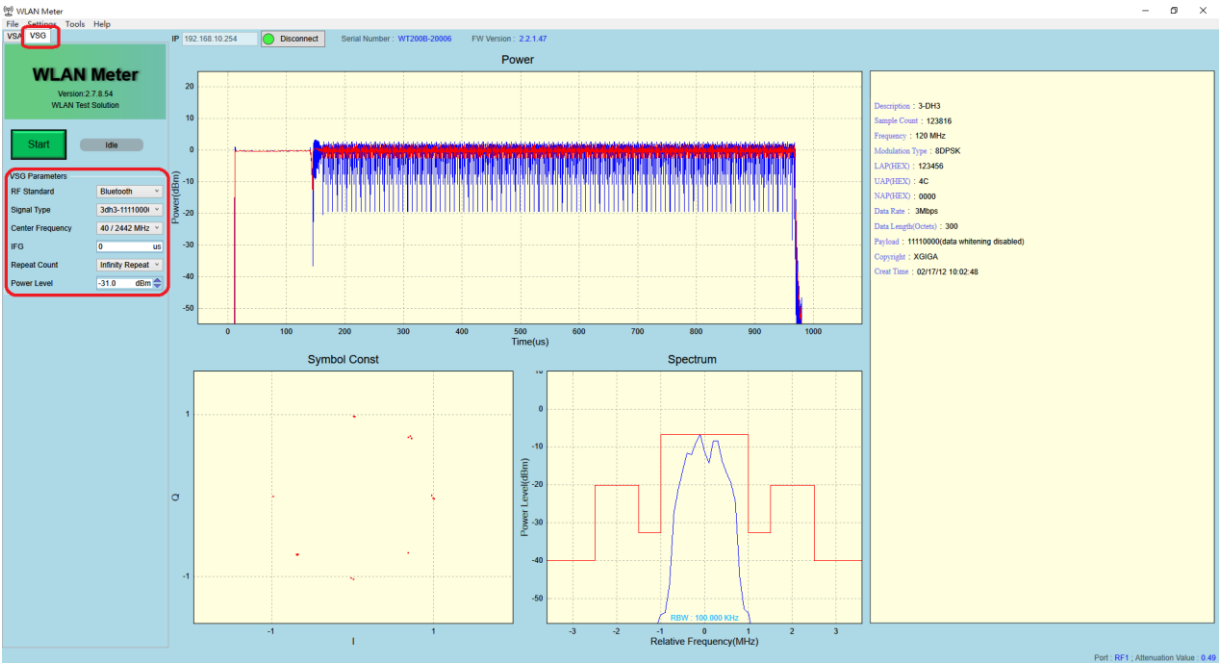 WLAN Meter
File Settings Tools Help
VSA VSG
IP 192.168.10.254 Disconnect Serial Number : WT200B-20006 FW Version : 2.2.1.47
WLAN Meter
Version:2.7.8.54
WLAN Test Solution
Start Idle
VSG Parameters
RF Standard Bluetooth
Signal Type 3dh3-1111000(
Center Frequency 40 / 2442 MHz
IFG 0 us
Repeat Count Infinity Repeat
Power Level -31.0 dBm
Power
Power(dBm)
20
10
0
-10
-20
-30
-40
-50
0 100 200 300 400 500 600 700 800 900 1000
Time(us)
Symbol Const
Q
1
-1
-1 1
I
Spectrum
Power Level(dBm)
10
0
-10
-20
-30
-40
-50
RBW : 100.000 KHz
-3 -2 -1 0 1 2 3
Relative Frequency(MHz)
Description : 3-DH3
Sample Count : 123816
Frequency : 120 MHz
Modulation Type : 8DPSK
LAP(HEX) : 123456
UAP(HEX) : 4C
NAP(HEX) : 0000
Data Rate : 3Mbps
Data Length(Octets) : 300
Payload : 11110000(data whitening disabled)
Copyright : XGIGA
Creat Time : 02/17/12 10:02:48
Port : RF1 ; Attenuation Value : 0.49